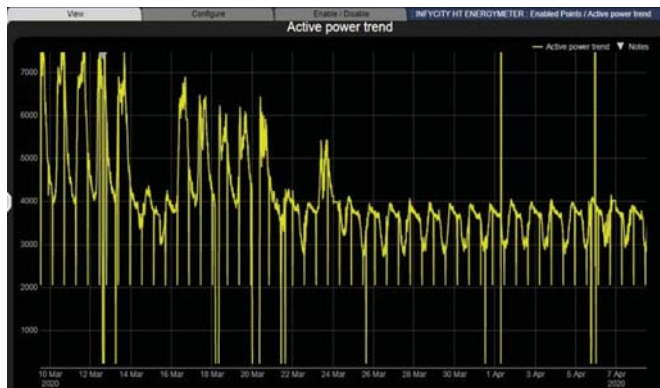 View Configure Enable / Disable INFYCITY HT ENERGYMETER : Enabled Points / Active power trend
Active power trend
Active power trend Notes
7000
6000
5000
4000
3000
2000
1000
10 Mar 12 Mar 14 Mar 16 Mar 18 Mar 20 Mar 22 Mar 24 Mar 26 Mar 28 Mar 30 Mar 1 Apr 3 Apr 5 Apr 7 Apr
2020 2020